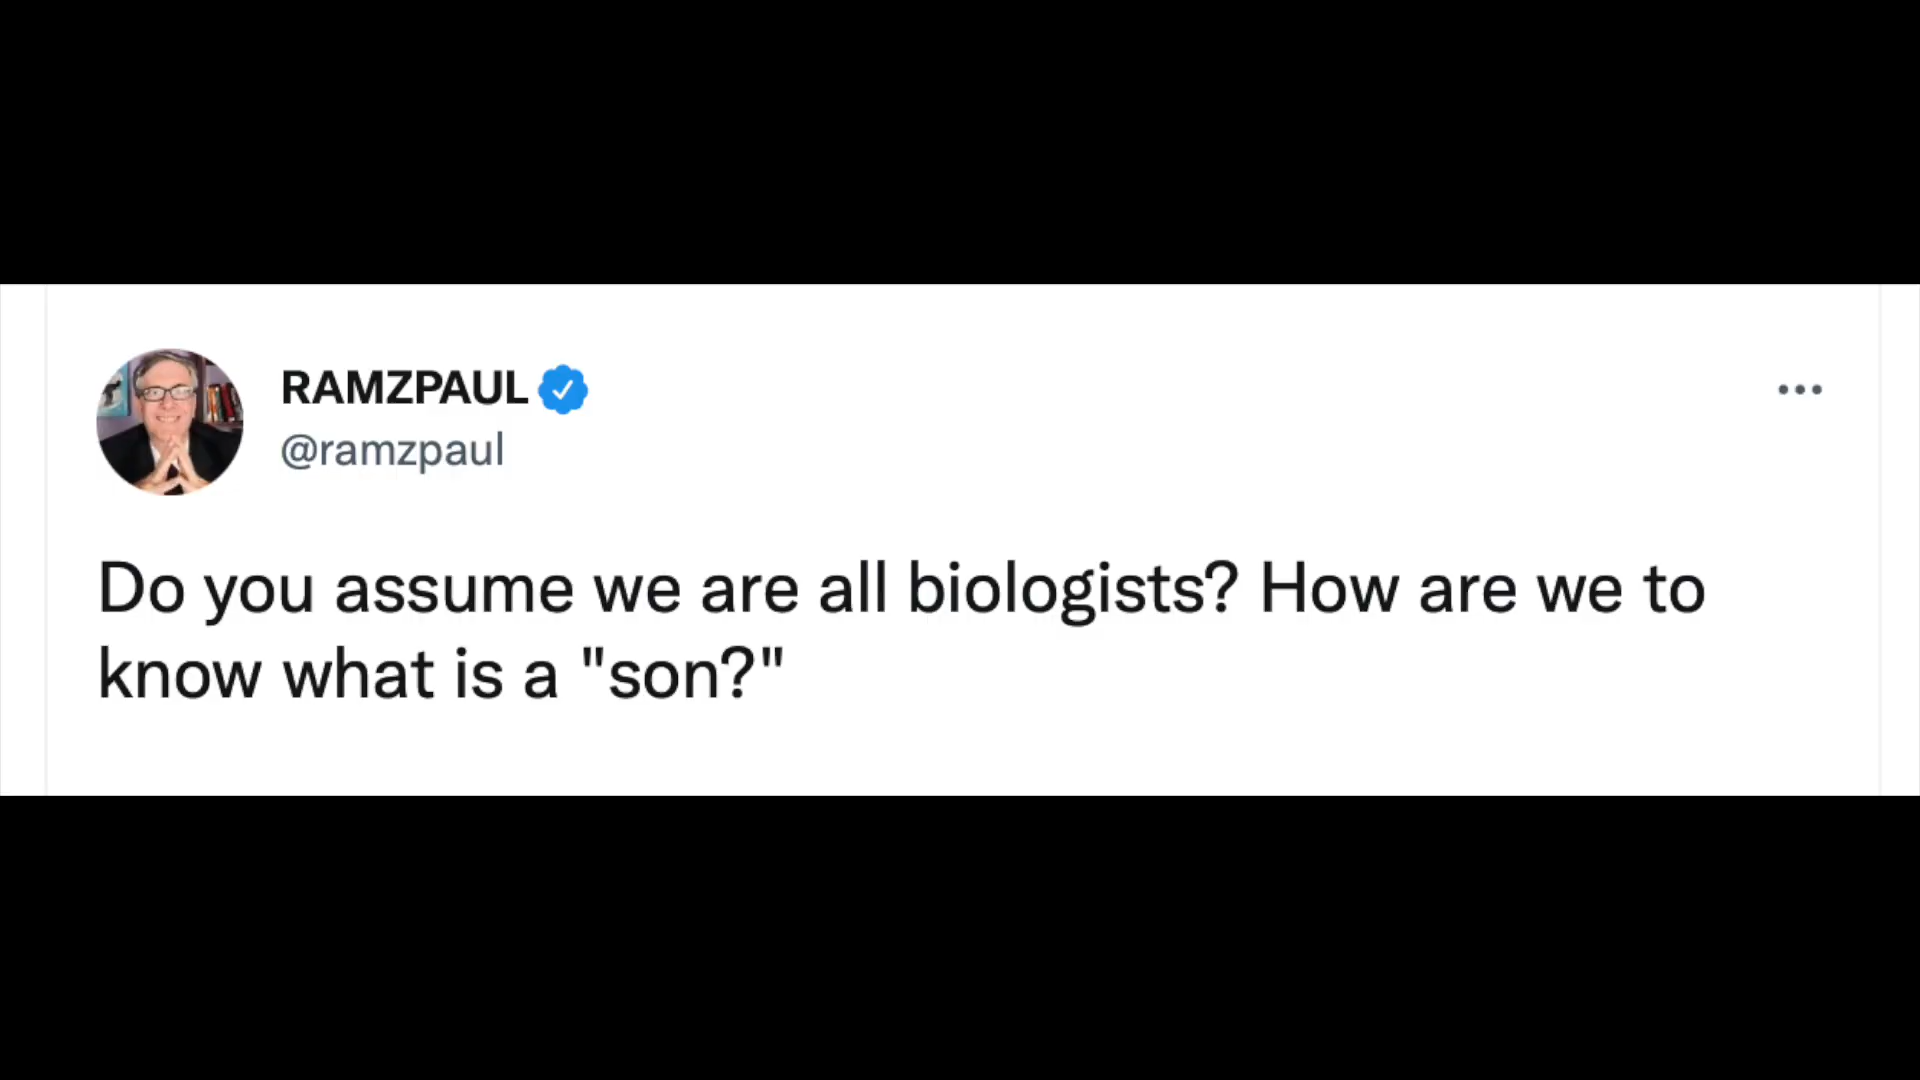 RAMZPAUL
@ramzpaul
Do you assume we are all biologists? How are we to
know what is a "son?"